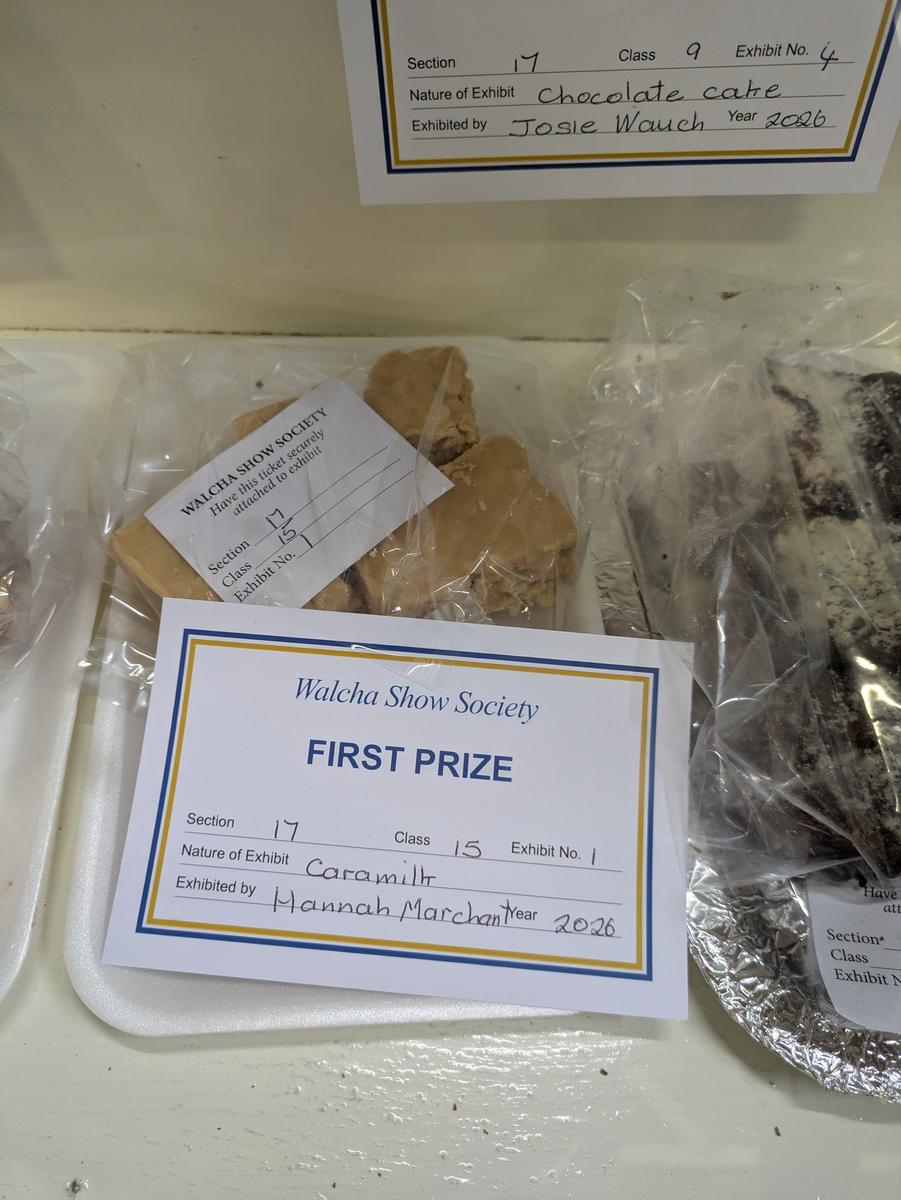 Section 17 Class 9 Exhibit No. 4
Nature of Exhibit Chocolate cake
Exhibited by Josie Wauch Year 2026
WALCHA SHOW SOCIETY
Have this ticket securely
attached to exhibit
Section 17
Class 15
Exhibit No. 1
Walcha Show Society
FIRST PRIZE
Section 17 Class 15 Exhibit No. 1
Nature of Exhibit Caramilk
Exhibited by Hannah Marchant Year 2026
Have
att
Section
Class
Exhibit N